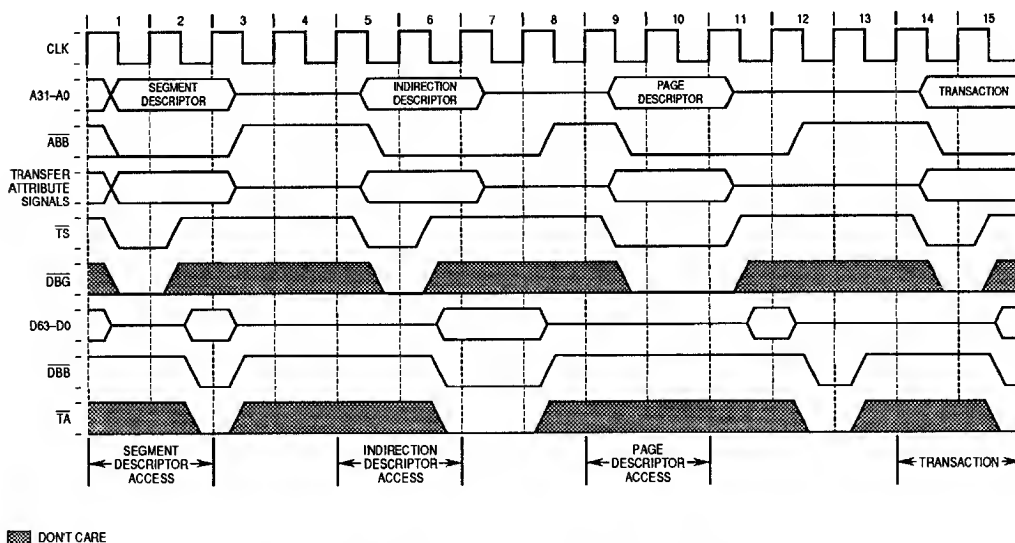 1 2 3 4 5 6 7 8 9 10 11 12 13 14 15
CLK
A31–A0
SEGMENT
DESCRIPTOR
INDIRECTION
DESCRIPTOR
PAGE
DESCRIPTOR
TRANSACTION
ABB
TRANSFER
ATTRIBUTE
SIGNALS
TS
DBG
D63–D0
DBB
TA
SEGMENT
DESCRIPTOR
ACCESS
INDIRECTION
DESCRIPTOR
ACCESS
PAGE
DESCRIPTOR
ACCESS
TRANSACTION
DON'T CARE